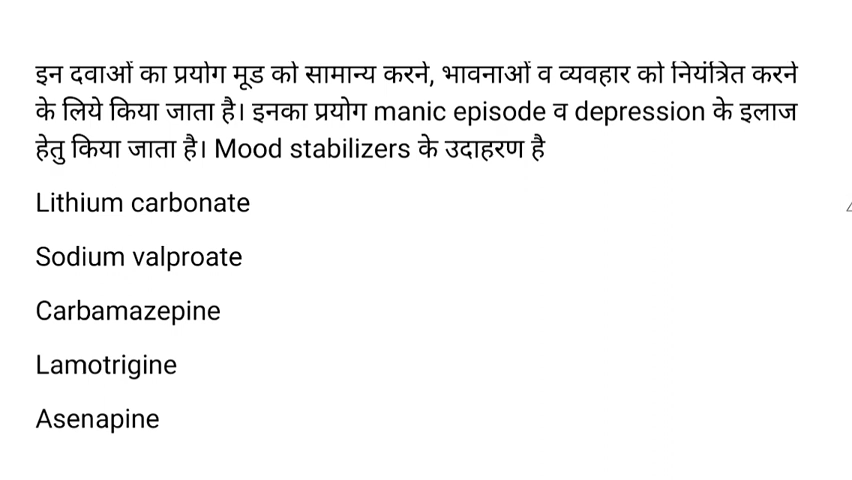 इन दवाओं का प्रयोग मूड को सामान्य करने, भावनाओं व व्यवहार को नियंत्रित करने
के लिये किया जाता है। इनका प्रयोग manic episode व depression के इलाज
हेतु किया जाता है। Mood stabilizers के उदाहरण है
Lithium carbonate
Sodium valproate
Carbamazepine
Lamotrigine
Asenapine